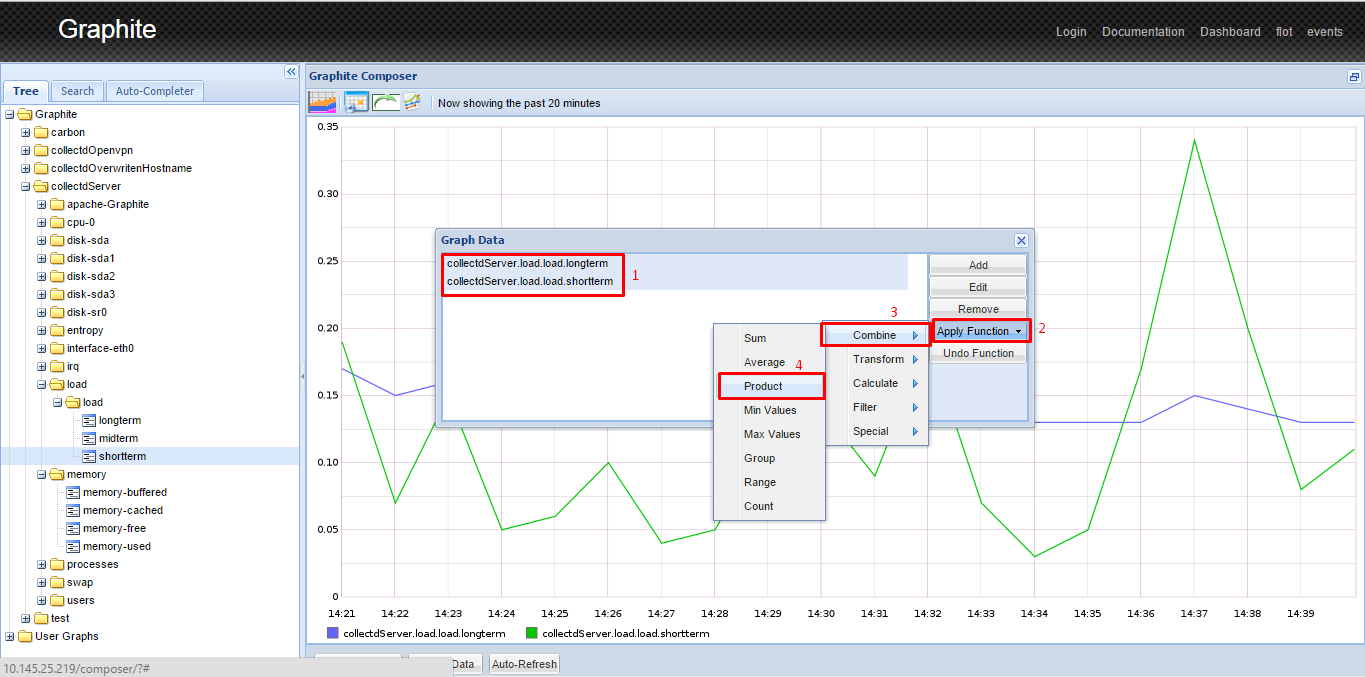 Graphite
Login Documentation Dashboard flot events
Tree Search Auto-Completer
Graphite
carbon
collectdOpenvpn
collectdOverwritenHostname
collectdServer
apache-Graphite
cpu-0
disk-sda
disk-sda1
disk-sda2
disk-sda3
disk-sr0
entropy
interface-eth0
irq
load
load
longterm
midterm
shortterm
memory
memory-buffered
memory-cached
memory-free
memory-used
processes
swap
users
test
User Graphs
10.145.25.219/composer/?#
Graphite Composer
Now showing the past 20 minutes
0.35
0.30
0.25
0.20
0.15
0.10
0.05
0
Graph Data
collectdServer.load.load.longterm
collectdServer.load.load.shortterm
1
Add
Edit
Remove
Apply Function
2
Undo Function
3
Combine
Transform
Calculate
Filter
Special
Sum
Average
4
Product
Min Values
Max Values
Group
Range
Count
14:21 14:22 14:23 14:24 14:25 14:26 14:27 14:28 14:29 14:30 14:31 14:32 14:33 14:34 14:35 14:36 14:37 14:38 14:39
collectdServer.load.load.longterm collectdServer.load.load.shortterm
Data Auto-Refresh